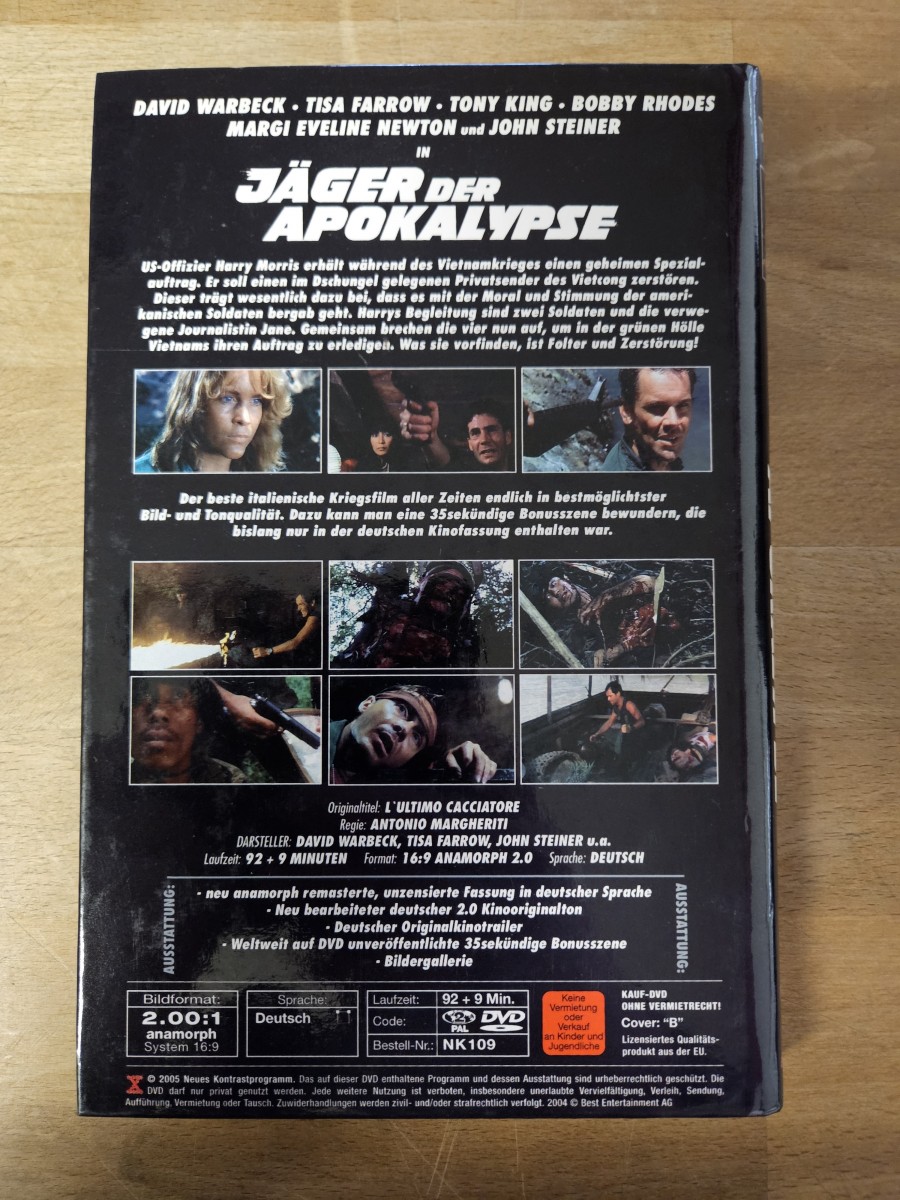 DAVID WARBECK • TISA FARROW • TONY KING • BOBBY RHODES
MARGI EVELINE NEWTON und JOHN STEINER
IN
JÄGER DER
APOKALYPSE
US-Offizier Harry Morris erhält während des Vietnamkrieges einen geheimen Spezial-
auftrag. Er soll einen im Dschungel gelegenen Privatsender des Vietcong zerstören.
Dieser trägt wesentlich dazu bei, dass es mit der Moral und Stimmung der ameri-
kanischen Soldaten bergab geht. Harrys Begleitung sind zwei Soldaten und die verwe-
gene Journalistin Jane. Gemeinsam brechen die vier nun auf, um in der grünen Hölle
Vietnams ihren Auftrag zu erledigen. Was sie vorfinden, ist Folter und Zerstörung!
Der beste italienische Kriegsfilm aller Zeiten endlich in bestmöglichtster
Bild- und Tonqualität. Dazu kann man eine 35sekündige Bonusszene bewundern, die
bislang nur in der deutschen Kinofassung enthalten war.
Originaltitel: L`ULTIMO CACCIATORE
Regie: ANTONIO MARGHERITI
DARSTELLER: DAVID WARBECK, TISA FARROW, JOHN STEINER u.a.
Laufzeit: 92 + 9 MINUTEN Format: 16:9 ANAMORPH 2.0 Sprache: DEUTSCH
AUSSTATTUNG:
- neu anamorph remasterte, unzensierte Fassung in deutscher Sprache
- Neu bearbeiteter deutscher 2.0 Kinooriginalton
- Deutscher Originalkinotrailer
- Weltweit auf DVD unveröffentlichte 35sekündige Bonusszene
- Bildergallerie
AUSSTATTUNG:
Bildformat:
2.00:1
anamorph
System 16:9
Sprache:
Deutsch
Laufzeit: 92 + 9 Min.
Code: 2 PAL DVD
Bestell-Nr.: NK109
Keine
Vermietung
oder
Verkauf
an Kinder und
Jugendliche
KAUF-DVD
OHNE VERMIETRECHT!
Cover: "B"
Lizensiertes Qualitäts-
produkt aus der EU.
© 2005 Neues Kontrastprogramm. Das auf dieser DVD enthaltene Programm und dessen Ausstattung sind urheberrechtlich geschützt. Die
DVD darf nur privat genutzt werden. Jede weitere Nutzung ist verboten, insbesondere unerlaubte Vervielfältigung, Verleih, Sendung,
Aufführung, Vermietung oder Tausch. Zuwiderhandlungen werden zivil- und/oder strafrechtlich verfolgt. 2004 © Best Entertainment AG